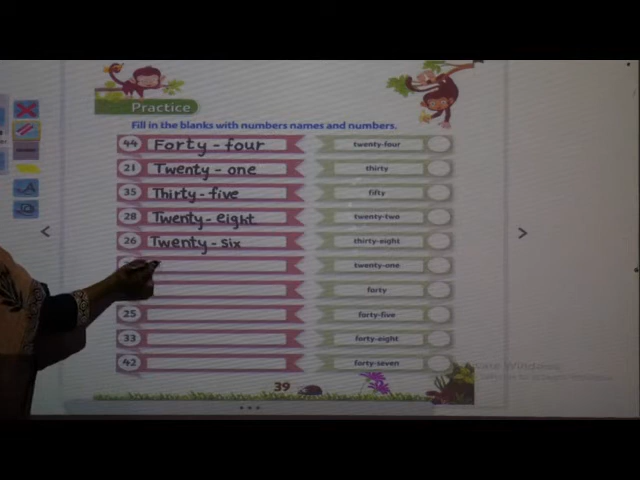 Practice
Fill in the blanks with numbers names and numbers.
44 Forty - four twenty-four
21 Twenty - one thirty
35 Thirty - five fifty
28 Twenty - eight twenty-two
26 Twenty - six thirty-eight
twenty-one
forty
25 forty-five
33 forty-eight
42 forty-seven
39